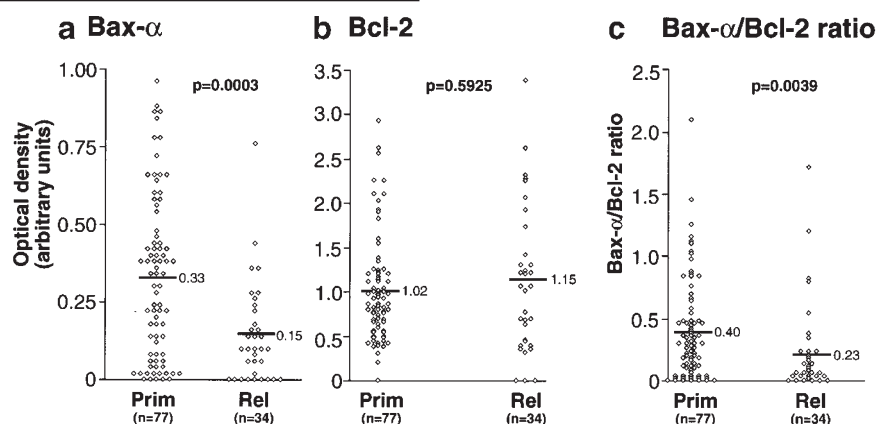 a Bax-α
b Bcl-2
c Bax-α/Bcl-2 ratio
Optical density
(arbitrary units)
1.00
0.75
0.50
0.25
0
p=0.0003
0.33
0.15
Prim
(n=77)
Rel
(n=34)
3.5
3.0
2.5
2.0
1.5
1.0
0.5
0
p=0.5925
1.02
1.15
Prim
(n=77)
Rel
(n=34)
Bax-α/Bcl-2 ratio
2.5
2.0
1.5
1.0
0.5
0
p=0.0039
0.40
0.23
Prim
(n=77)
Rel
(n=34)